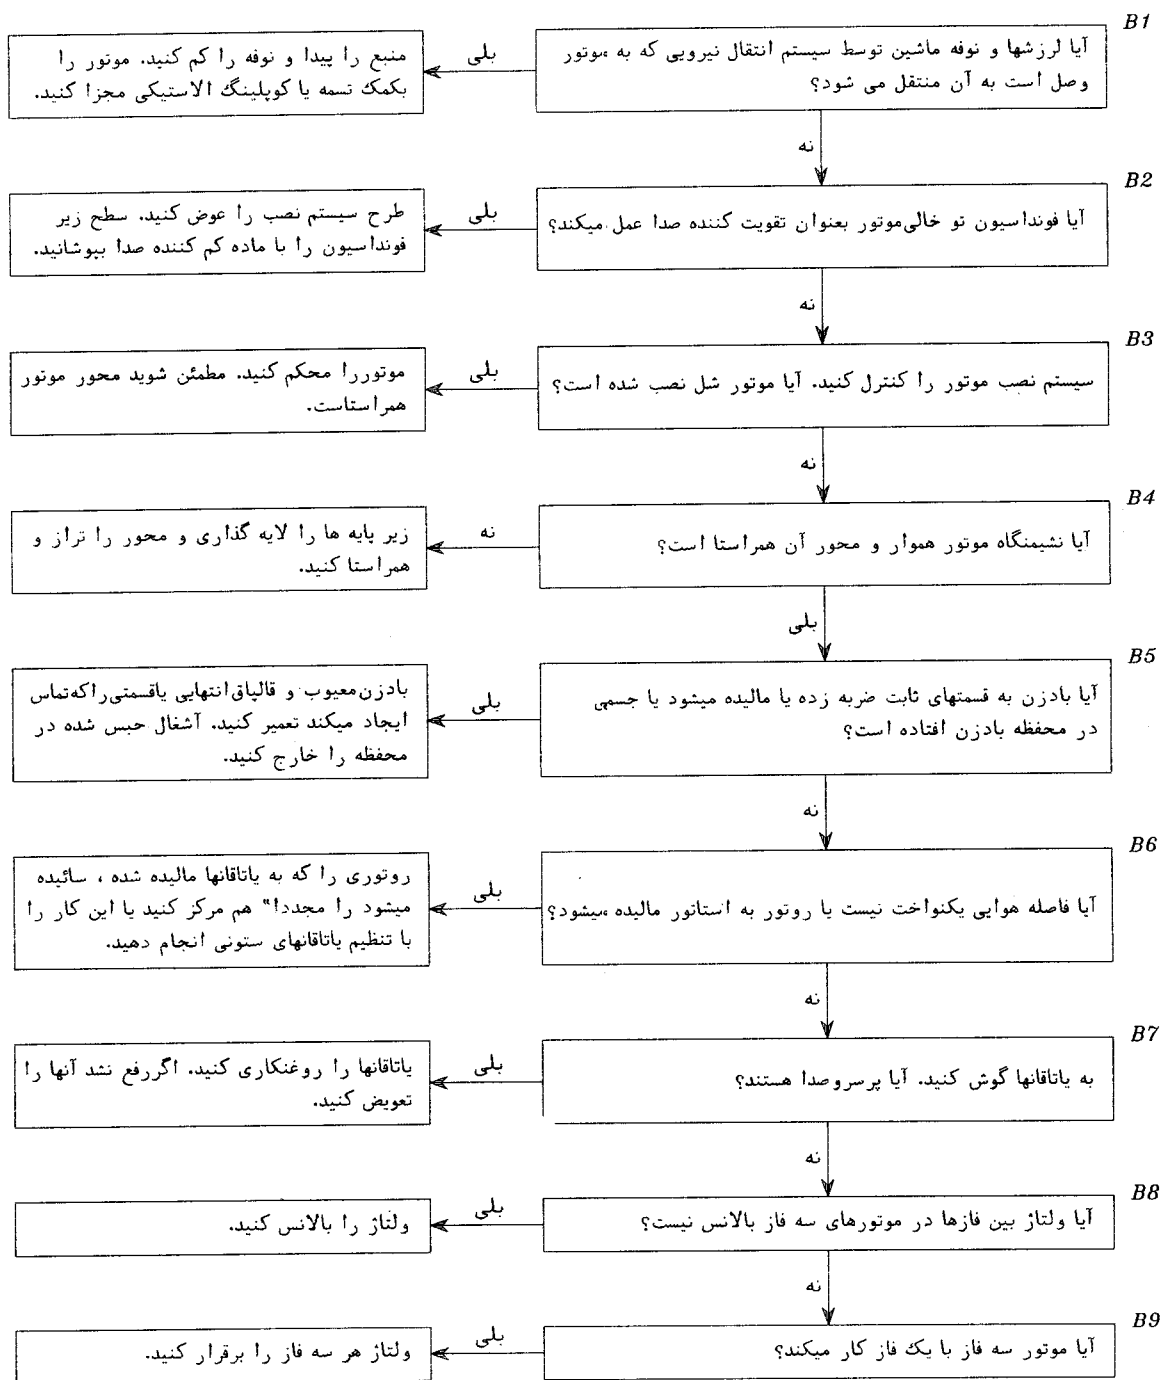 B1
آیا لرزشها و نوفه ماشین توسط سیستم انتقال نیرویی که به موتور
وصل است به آن منتقل می شود؟
بلی
منبع را پیدا و نوفه را کم کنید. موتور را
بکمک تسمه یا کوپلینگ الاستیکی مجزا کنید.
نه
B2
آیا فونداسیون تو خالی‌موتور بعنوان تقویت کننده صدا عمل میکند؟
بلی
طرح سیستم نصب را عوض کنید. سطح زیر
فونداسیون را با ماده کم کننده صدا بپوشانید.
نه
B3
سیستم نصب موتور را کنترل کنید. آیا موتور شل نصب شده است؟
بلی
موتوررا محکم کنید. مطمئن شوید محور موتور
همراستاست.
نه
B4
آیا نشیمنگاه موتور هموار و محور آن همراستا است؟
نه
زیر پایه ها را لایه گذاری و محور را تراز و
همراستا کنید.
بلی
B5
آیا بادزن به قسمتهای ثابت ضربه زده یا مالیده میشود یا جسمی
در محفظه بادزن افتاده است؟
بلی
بادزن‌معیوب و قالپاق‌انتهایی یاقسمتی‌راکه‌تماس
ایجاد میکند تعمیر کنید. آشغال حبس شده در
محفظه را خارج کنید.
نه
B6
آیا فاصله هوایی یکنواخت نیست یا روتور به استاتور مالیده میشود؟
بلی
روتوری را که به یاتاقانها مالیده شده ، سائیده
میشود را مجددا" هم مرکز کنید یا این کار را
با تنظیم یاتاقانهای ستونی انجام دهید.
نه
B7
به یاتاقانها گوش کنید. آیا پرسروصدا هستند؟
بلی
یاتاقانها را روغنکاری کنید. اگررفع نشد آنها را
تعویض کنید.
نه
B8
آیا ولتاژ بین فازها در موتورهای سه فاز بالانس نیست؟
بلی
ولتاژ را بالانس کنید.
نه
B9
آیا موتور سه فاز با یک فاز کار میکند؟
بلی
ولتاژ هر سه فاز را برقرار کنید.